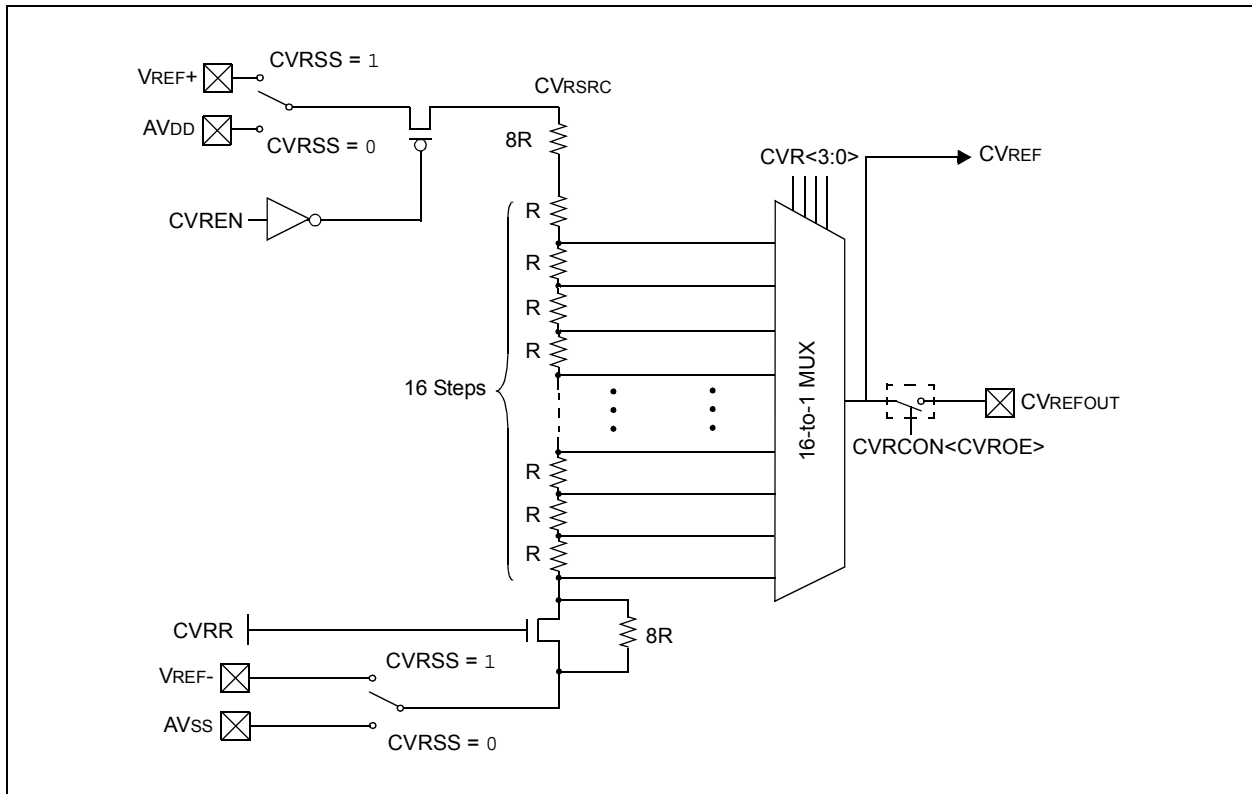 CVRSS = 1
VREF+
CVRSRC
AVDD
8R
CVRSS = 0
CVR<3:0>
CVREF
CVREN
R
R
R
R
16 Steps
16-to-1 MUX
CVREFOUT
CVRCON<CVROE>
R
R
R
CVRR
8R
CVRSS = 1
VREF-
AVSS
CVRSS = 0